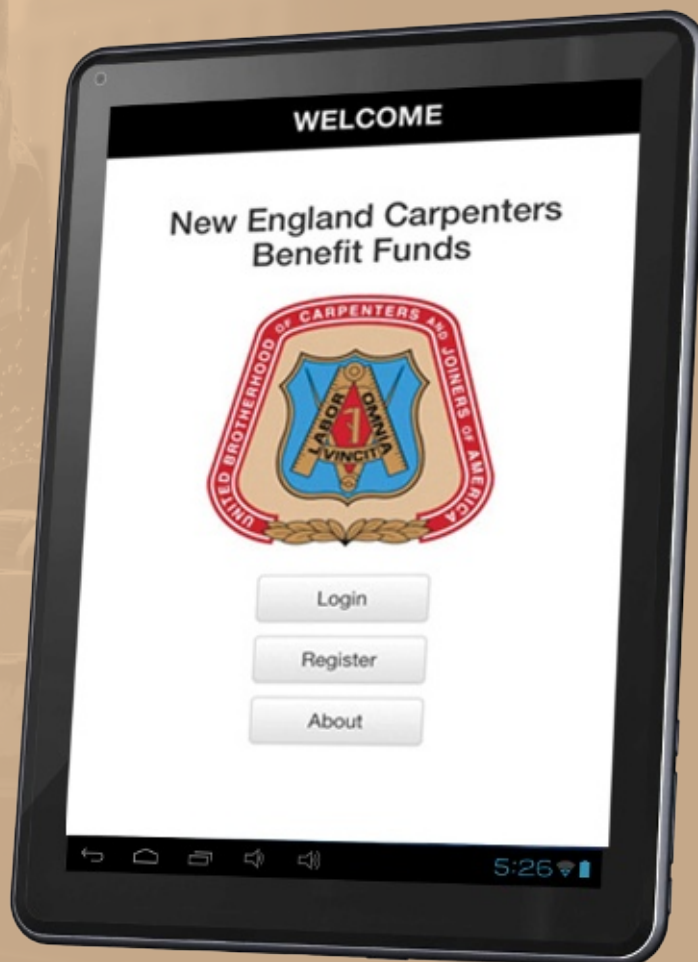 WELCOME
New England Carpenters
Benefit Funds
UNITED BROTHERHOOD OF CARPENTERS AND JOINERS OF AMERICA
LABOR OMNIA
VINCIT
Login
Register
About
5:26